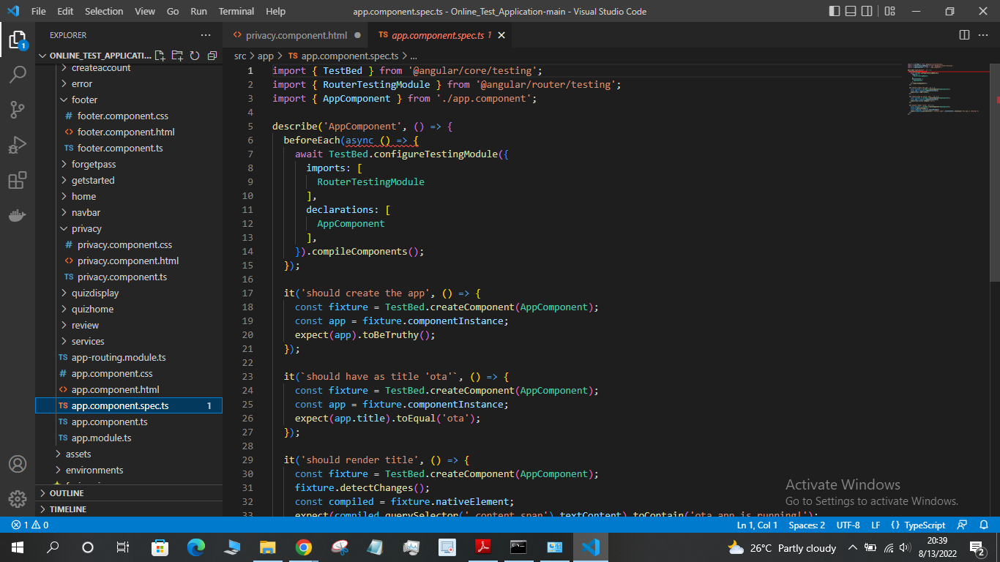 File Edit Selection View Go Run Terminal Help app.component.spec.ts - Online_Test_Application-main - Visual Studio Code
EXPLORER
ONLINE_TEST_APPLICATI...
createaccount
error
footer
# footer.component.css
<> footer.component.html
TS footer.component.ts
forgetpass
getstarted
home
navbar
privacy
# privacy.component.css
<> privacy.component.html
TS privacy.component.ts
quizdisplay
quizhome
review
services
TS app-routing.module.ts
# app.component.css
<> app.component.html
TS app.component.spec.ts 1
TS app.component.ts
TS app.module.ts
assets
environments
OUTLINE
TIMELINE
1
<> privacy.component.html TS app.component.spec.ts 1
src > app > TS app.component.spec.ts > ...
1 import { TestBed } from '@angular/core/testing';
2 import { RouterTestingModule } from '@angular/router/testing';
3 import { AppComponent } from './app.component';
4
5 describe('AppComponent', () => {
6 beforeEach(async () => {
7 await TestBed.configureTestingModule({
8 imports: [
9 RouterTestingModule
10 ],
11 declarations: [
12 AppComponent
13 ],
14 }).compileComponents();
15 });
16
17 it('should create the app', () => {
18 const fixture = TestBed.createComponent(AppComponent);
19 const app = fixture.componentInstance;
20 expect(app).toBeTruthy();
21 });
22
23 it(`should have as title 'ota'`, () => {
24 const fixture = TestBed.createComponent(AppComponent);
25 const app = fixture.componentInstance;
26 expect(app.title).toEqual('ota');
27 });
28
29 it('should render title', () => {
30 const fixture = TestBed.createComponent(AppComponent);
31 fixture.detectChanges();
32 const compiled = fixture.nativeElement;
33 expect(compiled.querySelector('.content span').textContent).toContain('ota app is running!');
Activate Windows
Go to Settings to activate Windows.
1 0 Ln 1, Col 1 Spaces: 2 UTF-8 LF {} TypeScript
26°C Partly cloudy 20:39
8/13/2022
2